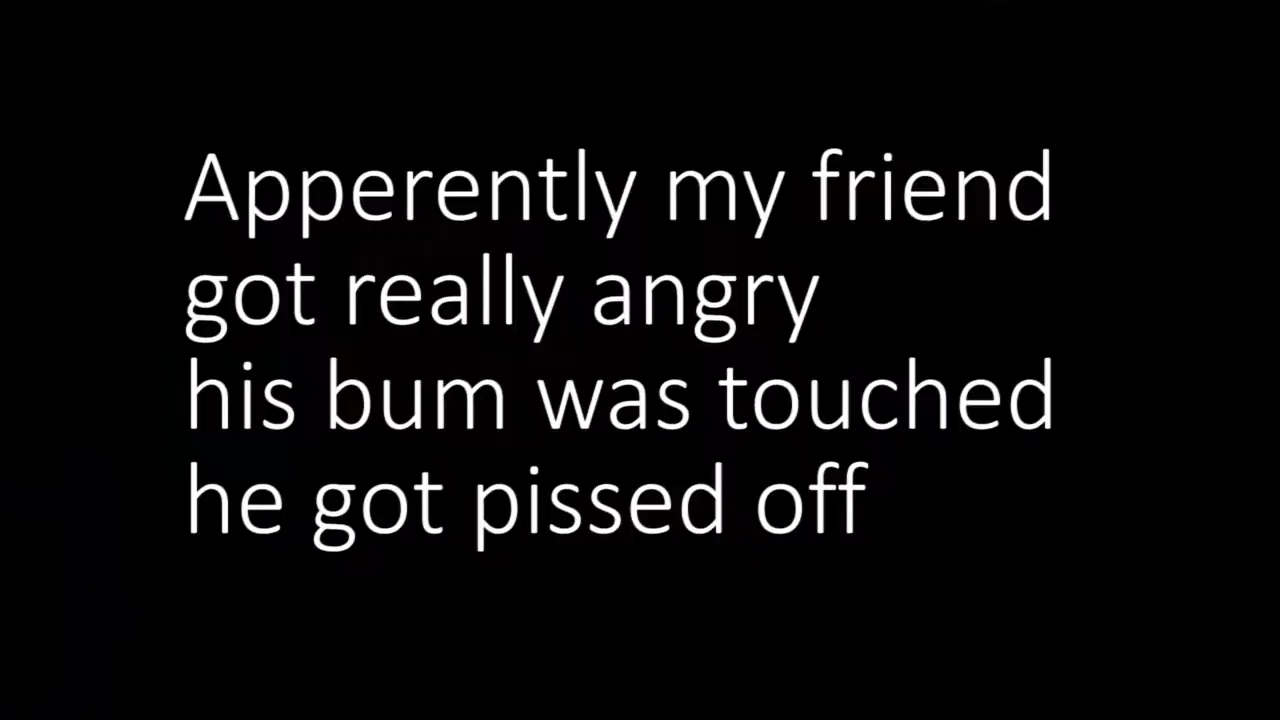 Apperently my friend
got really angry
his bum was touched
he got pissed off